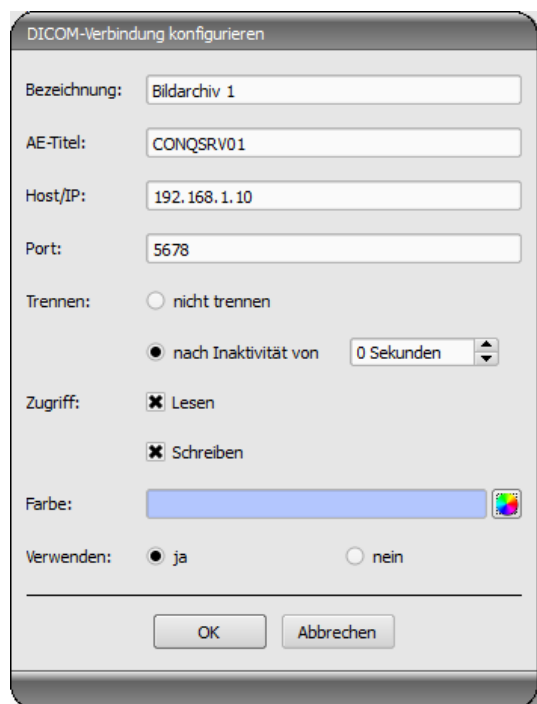 DICOM-Verbindung konfigurieren
Bezeichnung: Bildarchiv 1
AE-Titel: CONQSRV01
Host/IP: 192.168.1.10
Port: 5678
Trennen: nicht trennen
nach Inaktivität von 0 Sekunden
Zugriff: Lesen
Schreiben
Farbe:
Verwenden: ja nein
OK Abbrechen